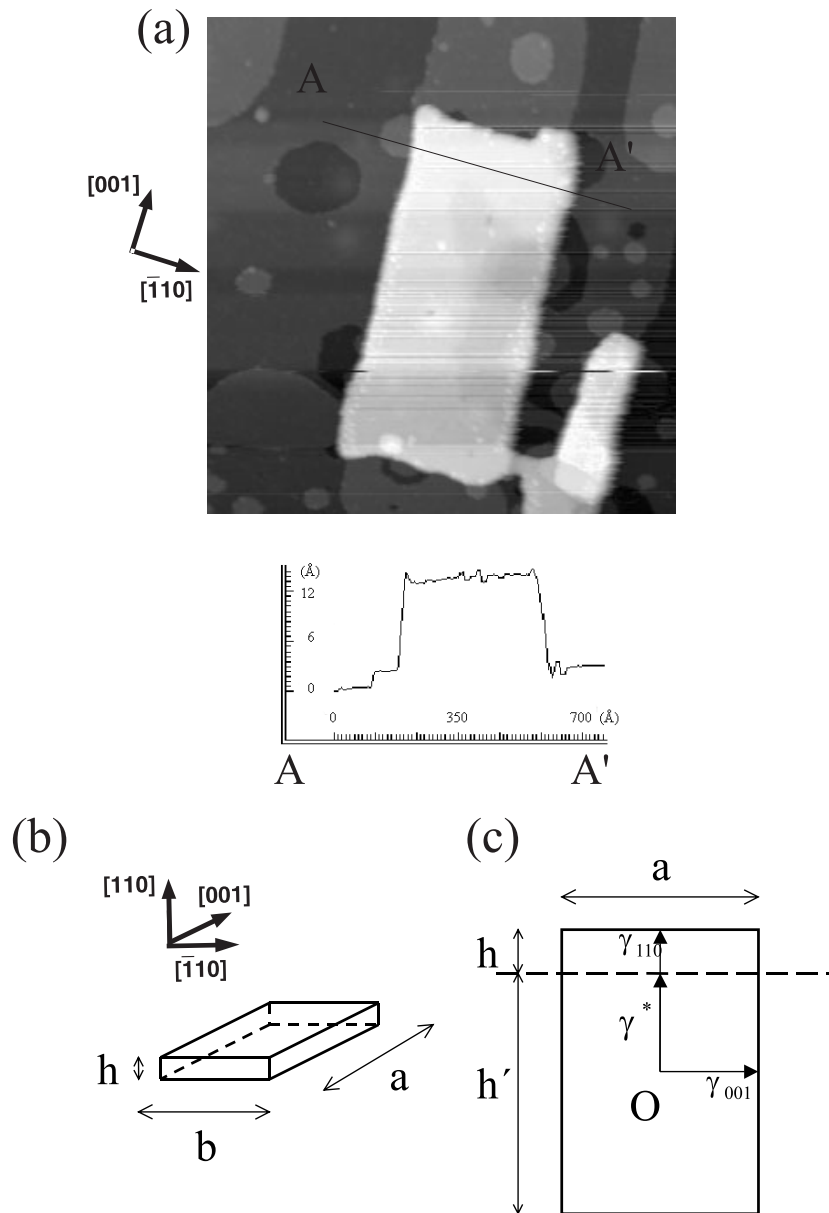 (a)
A
A'
[001]
[1̅10]
(Å)
12
6
0
0 350 700 (Å)
A A'
(b) (c)
[110]
[001]
[1̅10]
h
a
b
a
h
γ110
γ*
h´
γ001
O